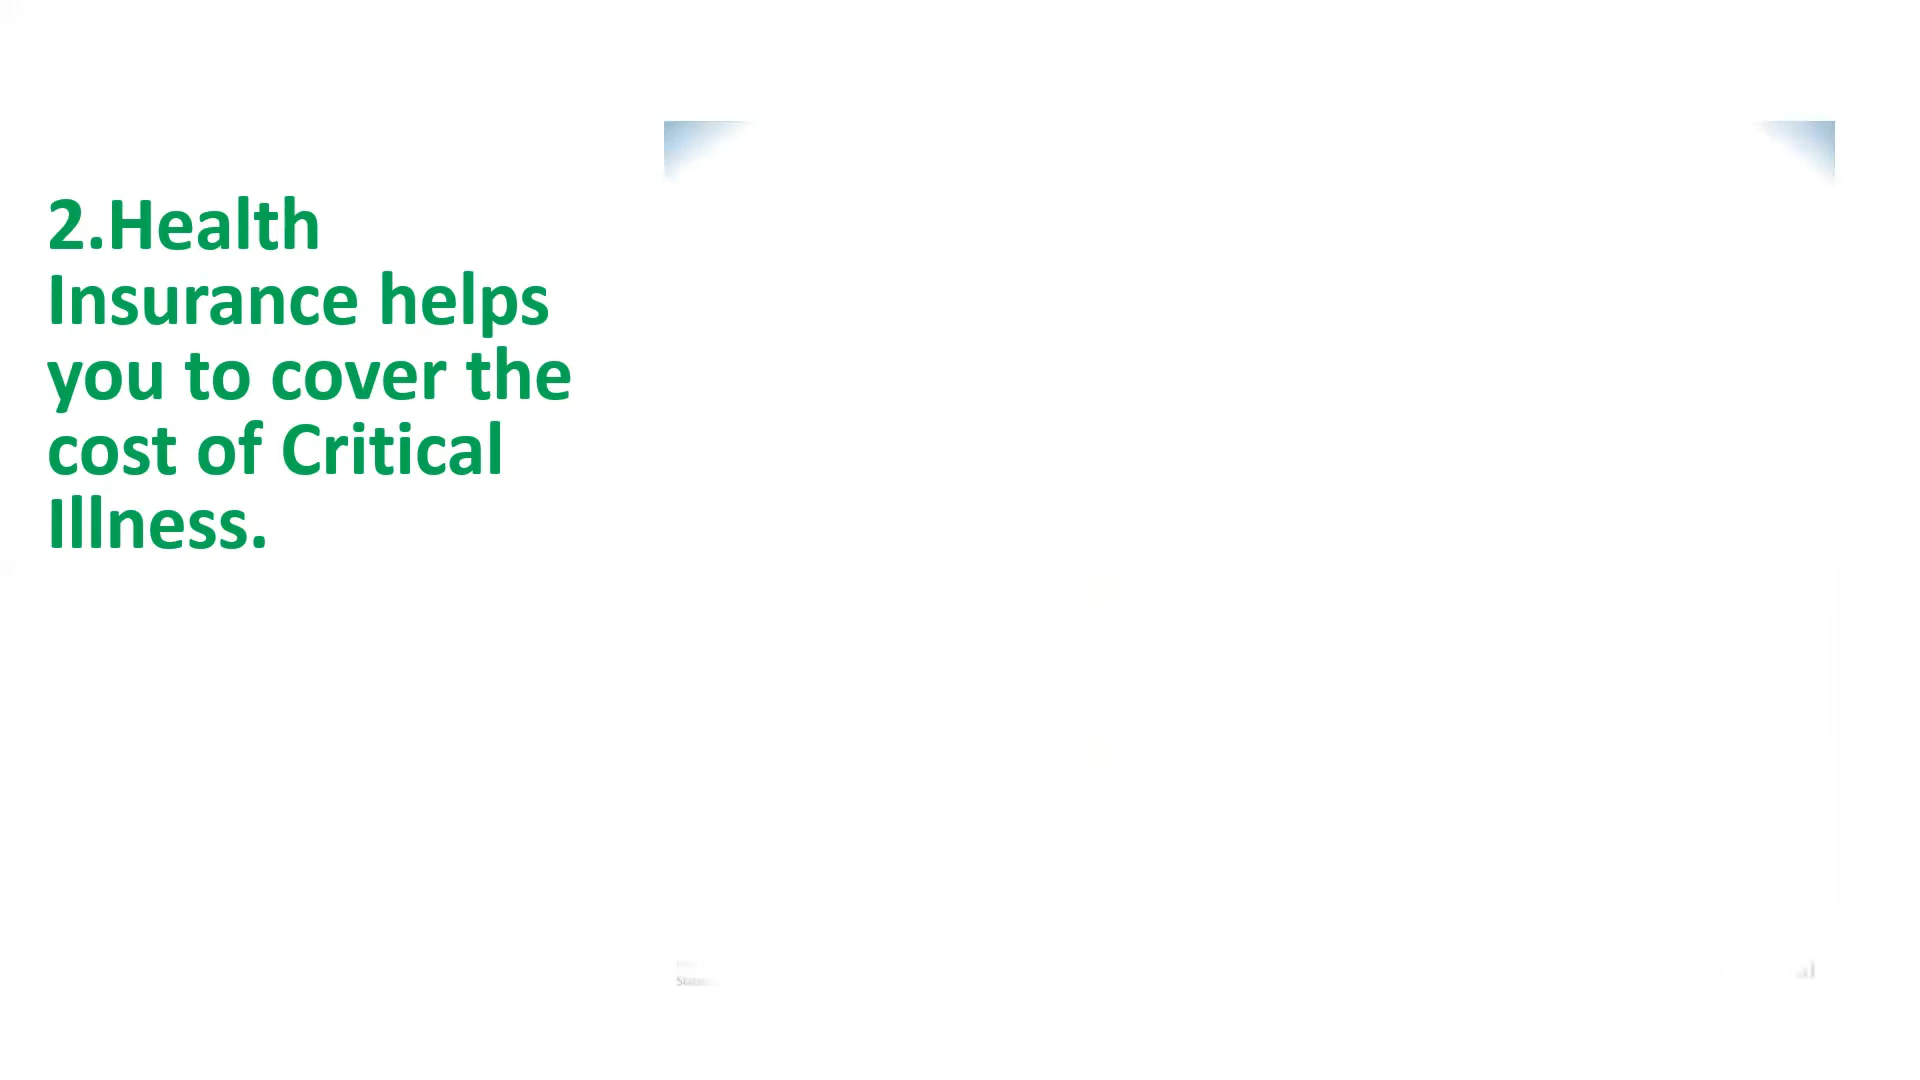 2.Health
Insurance helps
you to cover the
cost of Critical
Illness.